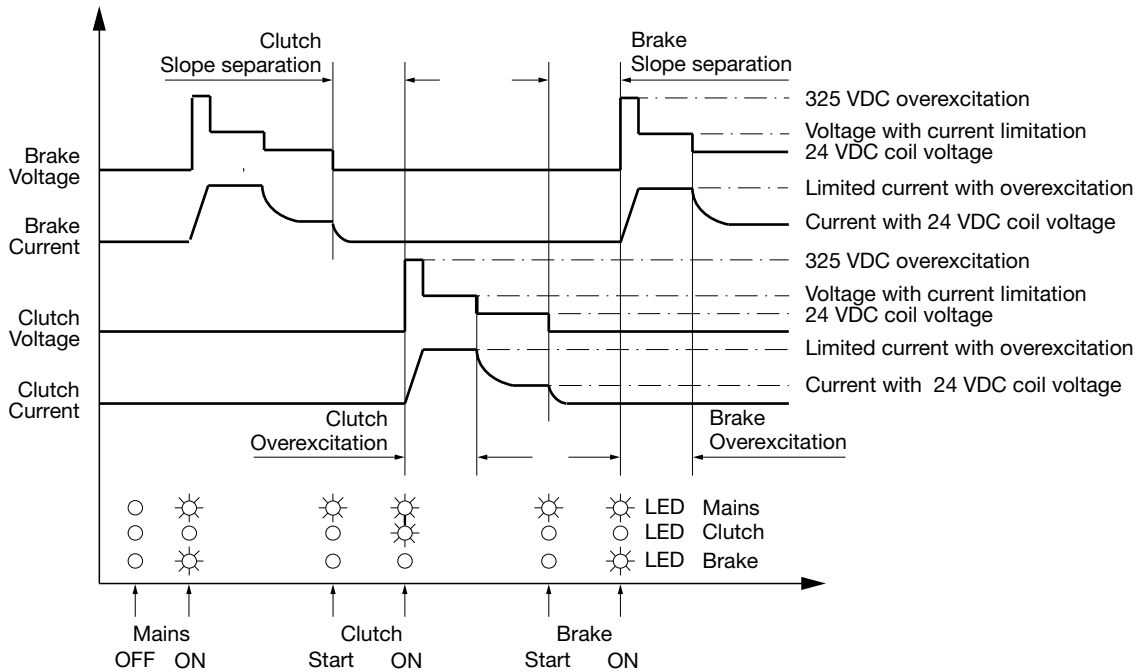 Clutch
Slope separation
Brake
Slope separation
325 VDC overexcitation
Voltage with current limitation
24 VDC coil voltage
Brake
Voltage
Limited current with overexcitation
Brake
Current
Current with 24 VDC coil voltage
325 VDC overexcitation
Voltage with current limitation
24 VDC coil voltage
Clutch
Voltage
Limited current with overexcitation
Clutch
Current
Current with 24 VDC coil voltage
Clutch
Overexcitation
Brake
Overexcitation
LED Mains
LED Clutch
LED Brake
Mains Clutch Brake
OFF ON Start ON Start ON